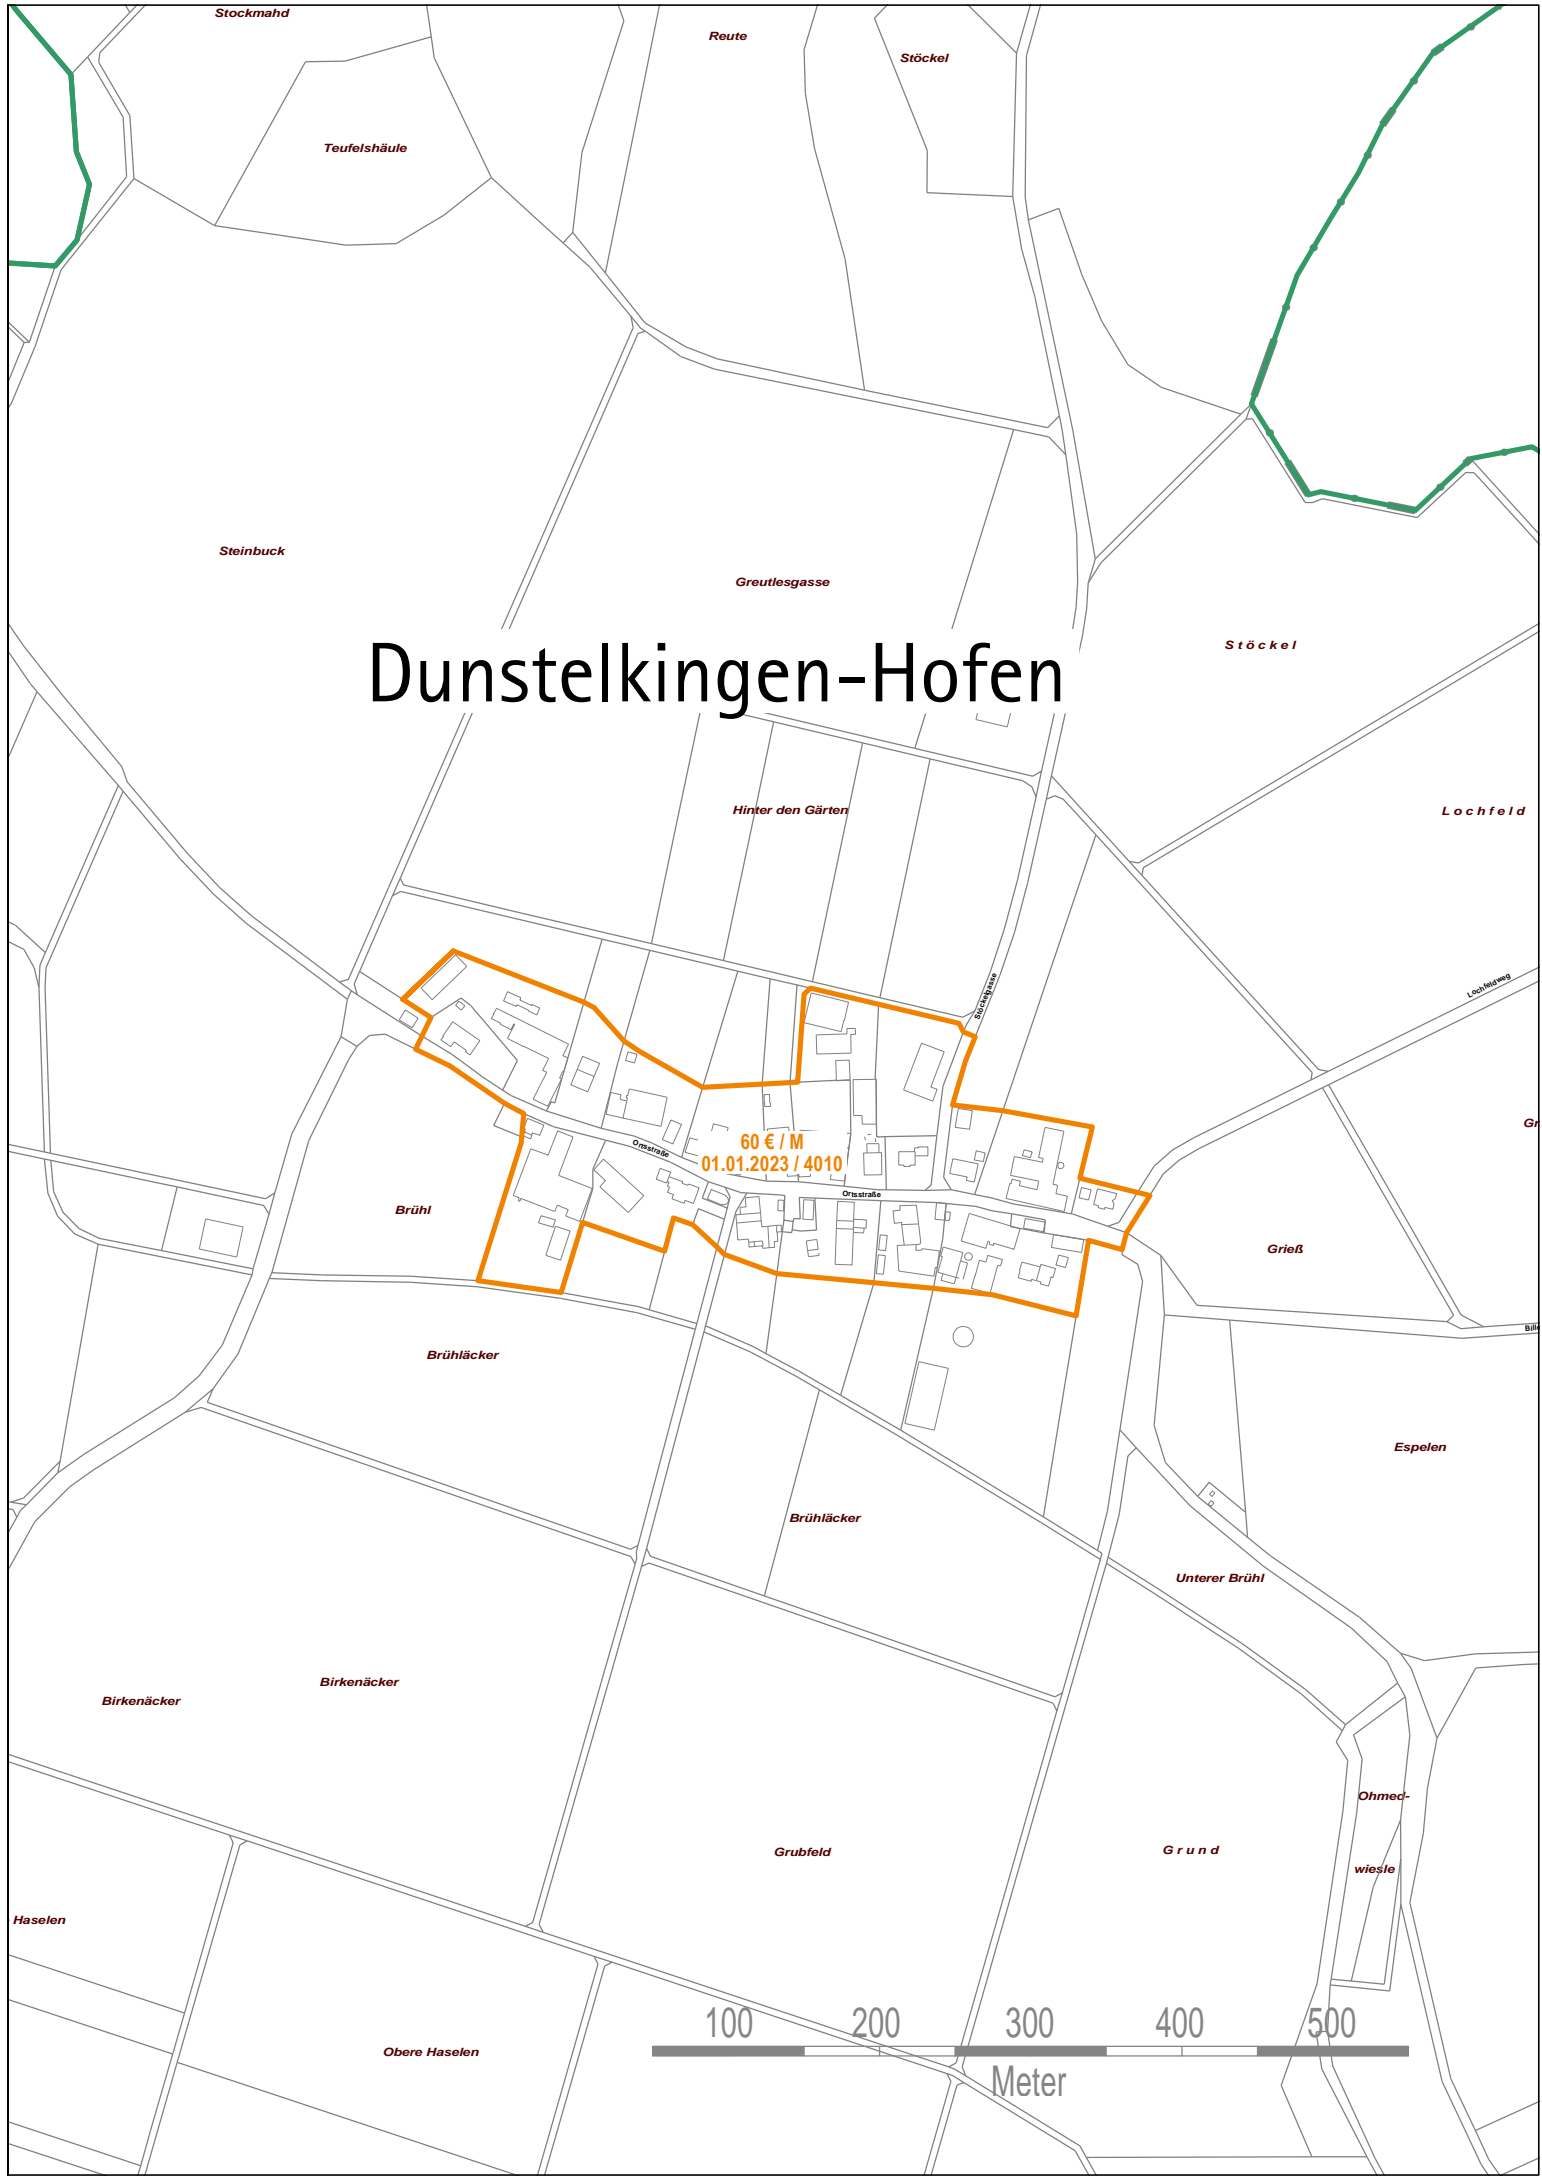 Stockmahd
Reute
Stöckel
Teufelshäule
Steinbuck
Greutlesgasse
Stöckel
Dunstelkingen-Hofen
Hinter den Gärten
Lochfeld
Stöckelgasse
Lochfeldweg
60 € / M
01.01.2023 / 4010
Ortsstraße
Ortsstraße
Brühl
Grieß
Brühläcker
Espelen
Brühläcker
Unterer Brühl
Birkenäcker
Birkenäcker
Ohmed-
wiesle
Grubfeld
Grund
Haselen
Obere Haselen
100 200 300 400 500
Meter